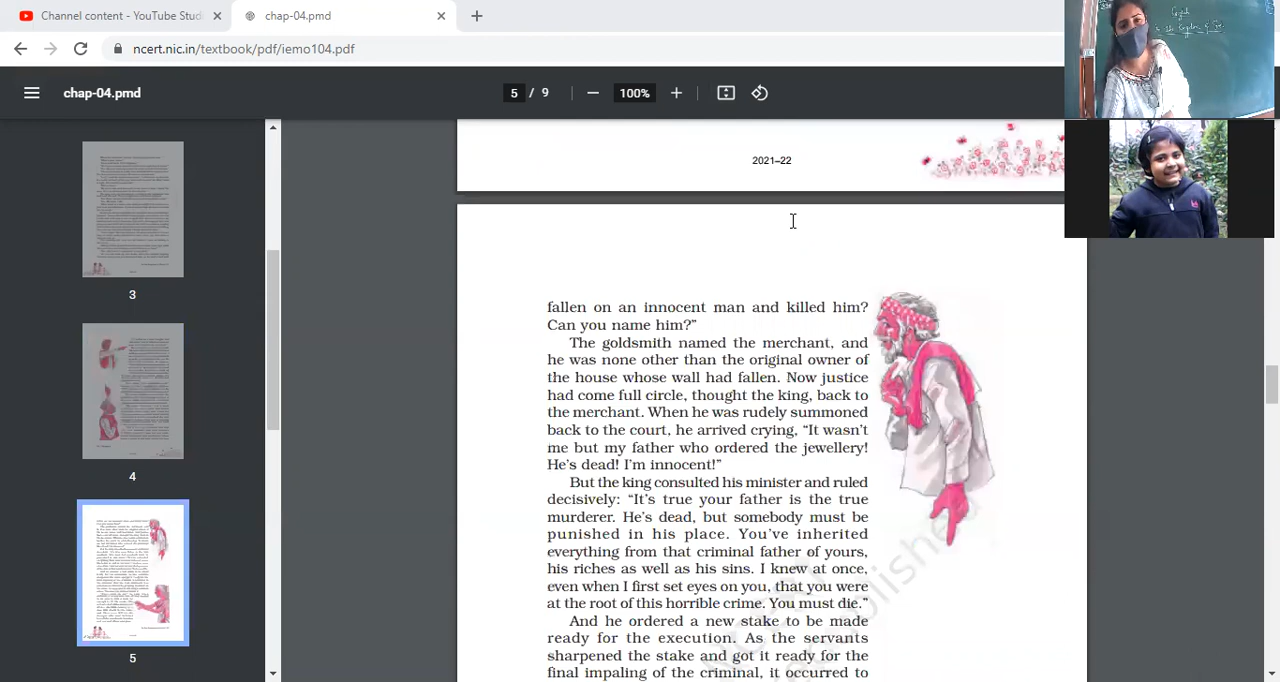 Channel content - YouTube Stud
chap-04.pmd
ncert.nic.in/textbook/pdf/iemo104.pdf
chap-04.pmd
5 / 9
100%
3
4
5
2021–22
fallen on an innocent man and killed him?
Can you name him?”
The goldsmith named the merchant, and
he was none other than the original owner of
the house whose wall had fallen. Now justice
had come full circle, thought the king, back to
the merchant. When he was rudely summoned
back to the court, he arrived crying, “It wasn’t
me but my father who ordered the jewellery!
He’s dead! I’m innocent!”
But the king consulted his minister and ruled
decisively: “It’s true your father is the true
murderer. He’s dead, but somebody must be
punished in his place. You’ve inherited
everything from that criminal father of yours,
his riches as well as his sins. I knew at once,
even when I first set eyes on you, that you were
at the root of this horrible crime. You must die.”
And he ordered a new stake to be made
ready for the execution. As the servants
sharpened the stake and got it ready for the
final impaling of the criminal, it occurred to